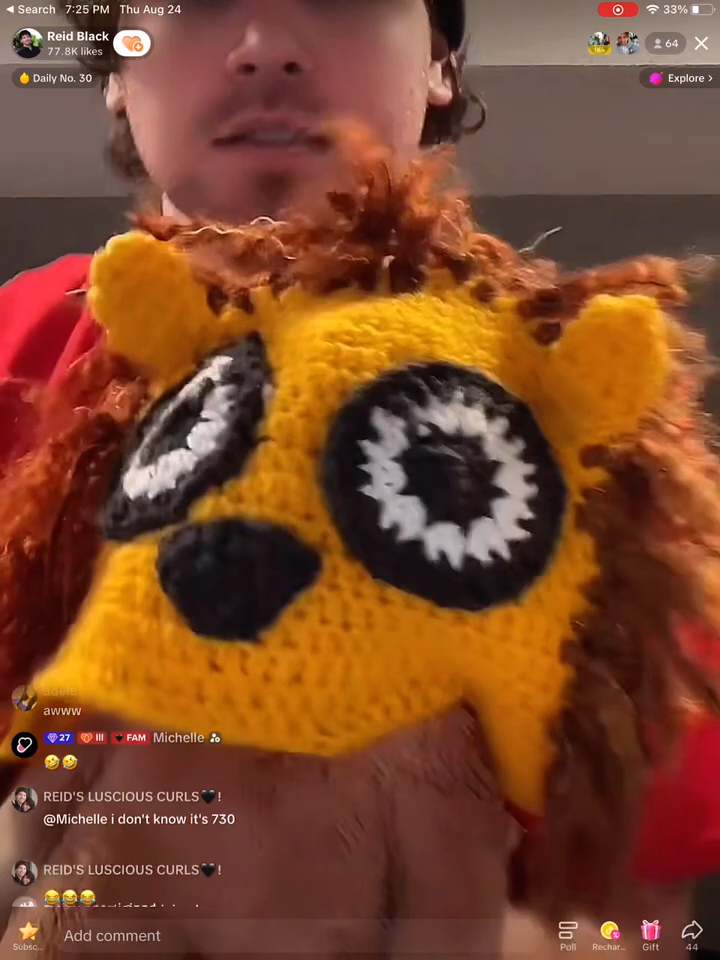 Search 7:25 PM Thu Aug 24 33%
Reid Black
77.8K likes
64
Daily No. 30
Explore >
awww
27 III FAM Michelle
REID'S LUSCIOUS CURLS🖤!
@Michelle i don't know it's 730
REID'S LUSCIOUS CURLS🖤!
Add comment
Subsc...
Poll
Rechar...
Gift
44